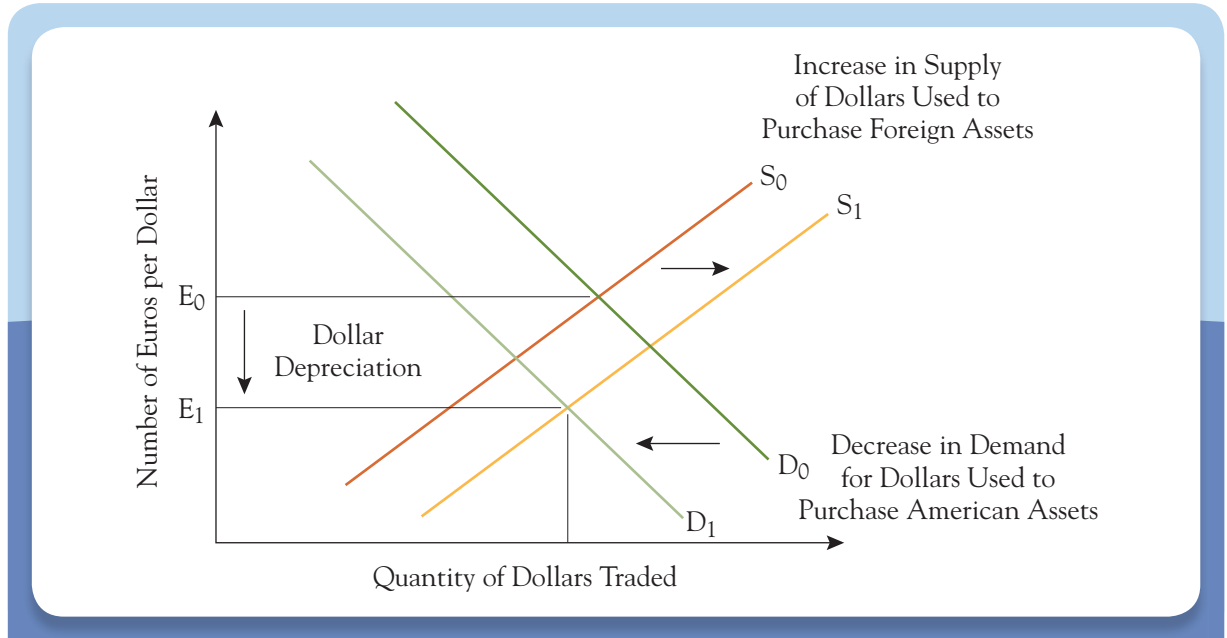 Increase in Supply
of Dollars Used to
Purchase Foreign Assets
S0
S1
Number of Euros per Dollar
E0
Dollar
Depreciation
E1
Decrease in Demand
for Dollars Used to
Purchase American Assets
D0
D1
Quantity of Dollars Traded